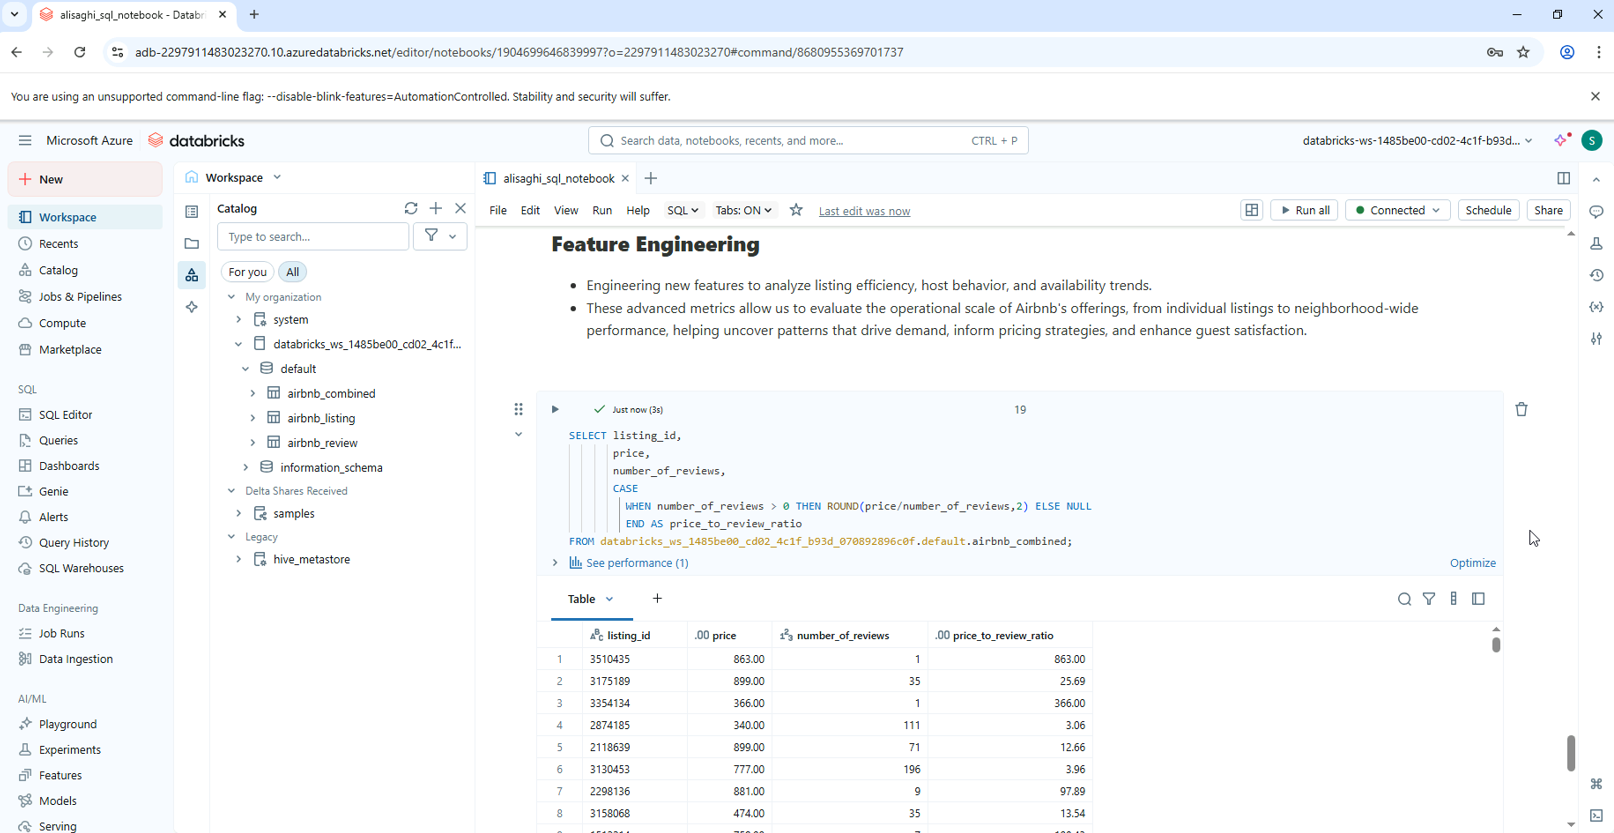 alisaghi_sql_notebook - Databri
adb-2297911483023270.10.azuredatabricks.net/editor/notebooks/1904699646839997?o=2297911483023270#command/8680955369701737
You are using an unsupported command-line flag: --disable-blink-features=AutomationControlled. Stability and security will suffer.
Microsoft Azure
databricks
Search data, notebooks, recents, and more...
CTRL + P
databricks-ws-1485be00-cd02-4c1f-b93d...
S
New
Workspace
Recents
Catalog
Jobs & Pipelines
Compute
Marketplace
SQL
SQL Editor
Queries
Dashboards
Genie
Alerts
Query History
SQL Warehouses
Data Engineering
Job Runs
Data Ingestion
AI/ML
Playground
Experiments
Features
Models
Serving
Workspace
Catalog
Type to search...
For you
All
My organization
system
databricks_ws_1485be00_cd02_4c1f...
default
airbnb_combined
airbnb_listing
airbnb_review
information_schema
Delta Shares Received
samples
Legacy
hive_metastore
alisaghi_sql_notebook
File Edit View Run Help SQL Tabs: ON Last edit was now
Run all
Connected
Schedule
Share
Feature Engineering
• Engineering new features to analyze listing efficiency, host behavior, and availability trends.
• These advanced metrics allow us to evaluate the operational scale of Airbnb's offerings, from individual listings to neighborhood-wide
performance, helping uncover patterns that drive demand, inform pricing strategies, and enhance guest satisfaction.
Just now (3s)
19
SELECT listing_id,
price,
number_of_reviews,
CASE
WHEN number_of_reviews > 0 THEN ROUND(price/number_of_reviews,2) ELSE NULL
END AS price_to_review_ratio
FROM databricks_ws_1485be00_cd02_4c1f_b93d_070892896c0f.default.airbnb_combined;
See performance (1)
Optimize
Table
listing_id .00 price 123 number_of_reviews .00 price_to_review_ratio
1 3510435 863.00 1 863.00
2 3175189 899.00 35 25.69
3 3354134 366.00 1 366.00
4 2874185 340.00 111 3.06
5 2118639 899.00 71 12.66
6 3130453 777.00 196 3.96
7 2298136 881.00 9 97.89
8 3158068 474.00 35 13.54